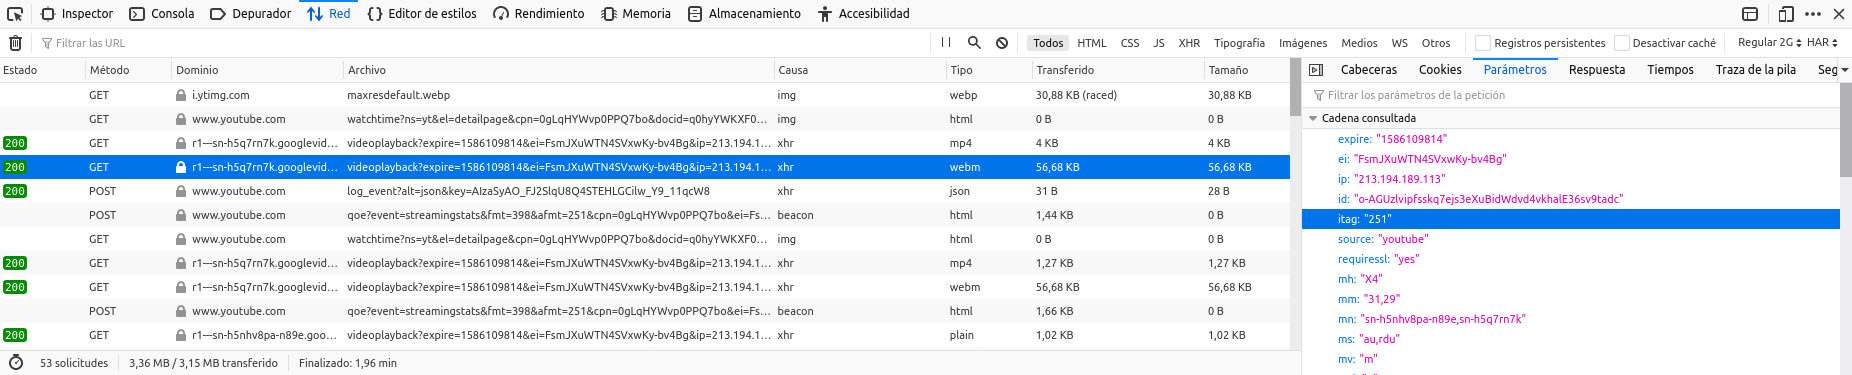 Inspector Consola Depurador Red Editor de estilos Rendimiento Memoria Almacenamiento Accesibilidad
Filtrar las URL Todos HTML CSS JS XHR Tipografía Imágenes Medios WS Otros Registros persistentes Desactivar caché Regular 2G HAR
Estado Método Dominio Archivo Causa Tipo Transferido Tamaño
GET i.ytimg.com maxresdefault.webp img webp 30,88 KB (raced) 30,88 KB
GET www.youtube.com watchtime?ns=yt&el=detailpage&cpn=0gLqHYWvp0PPQ7bo&docid=q0hyYWKXF0... img html 0 B 0 B
200 GET r1---sn-h5q7rn7k.googlevid... videoplayback?expire=1586109814&ei=FsmJXuWTN4SVxwKy-bv4Bg&ip=213.194.1... xhr mp4 4 KB 4 KB
200 GET r1---sn-h5q7rn7k.googlevid... videoplayback?expire=1586109814&ei=FsmJXuWTN4SVxwKy-bv4Bg&ip=213.194.1... xhr webm 56,68 KB 56,68 KB
200 POST www.youtube.com log_event?alt=json&key=AIzaSyAO_FJ2SlqU8Q4STEHLGCilw_Y9_11qcW8 xhr json 31 B 28 B
POST www.youtube.com qoe?event=streamingstats&fmt=398&afmt=251&cpn=0gLqHYWvp0PPQ7bo&ei=Fs... beacon html 1,44 KB 0 B
GET www.youtube.com watchtime?ns=yt&el=detailpage&cpn=0gLqHYWvp0PPQ7bo&docid=q0hyYWKXF0... img html 0 B 0 B
200 GET r1---sn-h5q7rn7k.googlevid... videoplayback?expire=1586109814&ei=FsmJXuWTN4SVxwKy-bv4Bg&ip=213.194.1... xhr mp4 1,27 KB 1,27 KB
200 GET r1---sn-h5q7rn7k.googlevid... videoplayback?expire=1586109814&ei=FsmJXuWTN4SVxwKy-bv4Bg&ip=213.194.1... xhr webm 56,68 KB 56,68 KB
POST www.youtube.com qoe?event=streamingstats&fmt=398&afmt=251&cpn=0gLqHYWvp0PPQ7bo&ei=Fs... beacon html 1,66 KB 0 B
200 GET r1---sn-h5nhv8pa-n89e.goo... videoplayback?expire=1586109814&ei=FsmJXuWTN4SVxwKy-bv4Bg&ip=213.194.1... xhr plain 1,02 KB 1,02 KB
53 solicitudes 3,36 MB / 3,15 MB transferido Finalizado: 1,96 min
Cabeceras Cookies Parámetros Respuesta Tiempos Traza de la pila Seg
Filtrar los parámetros de la petición
Cadena consultada
expire: "1586109814"
ei: "FsmJXuWTN4SVxwKy-bv4Bg"
ip: "213.194.189.113"
id: "o-AGUzlvipfsskq7ejs3eXuBidWdvd4vkhalE36sv9tadc"
itag: "251"
source: "youtube"
requiressl: "yes"
mh: "X4"
mm: "31,29"
mn: "sn-h5nhv8pa-n89e,sn-h5q7rn7k"
ms: "au,rdu"
mv: "m"